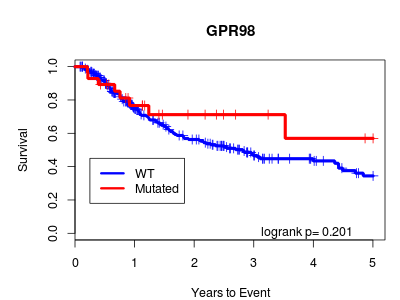 GPR98
Survival
1.0
0.8
0.6
0.4
0.2
0.0
WT
Mutated
logrank p= 0.201
0 1 2 3 4 5
Years to Event